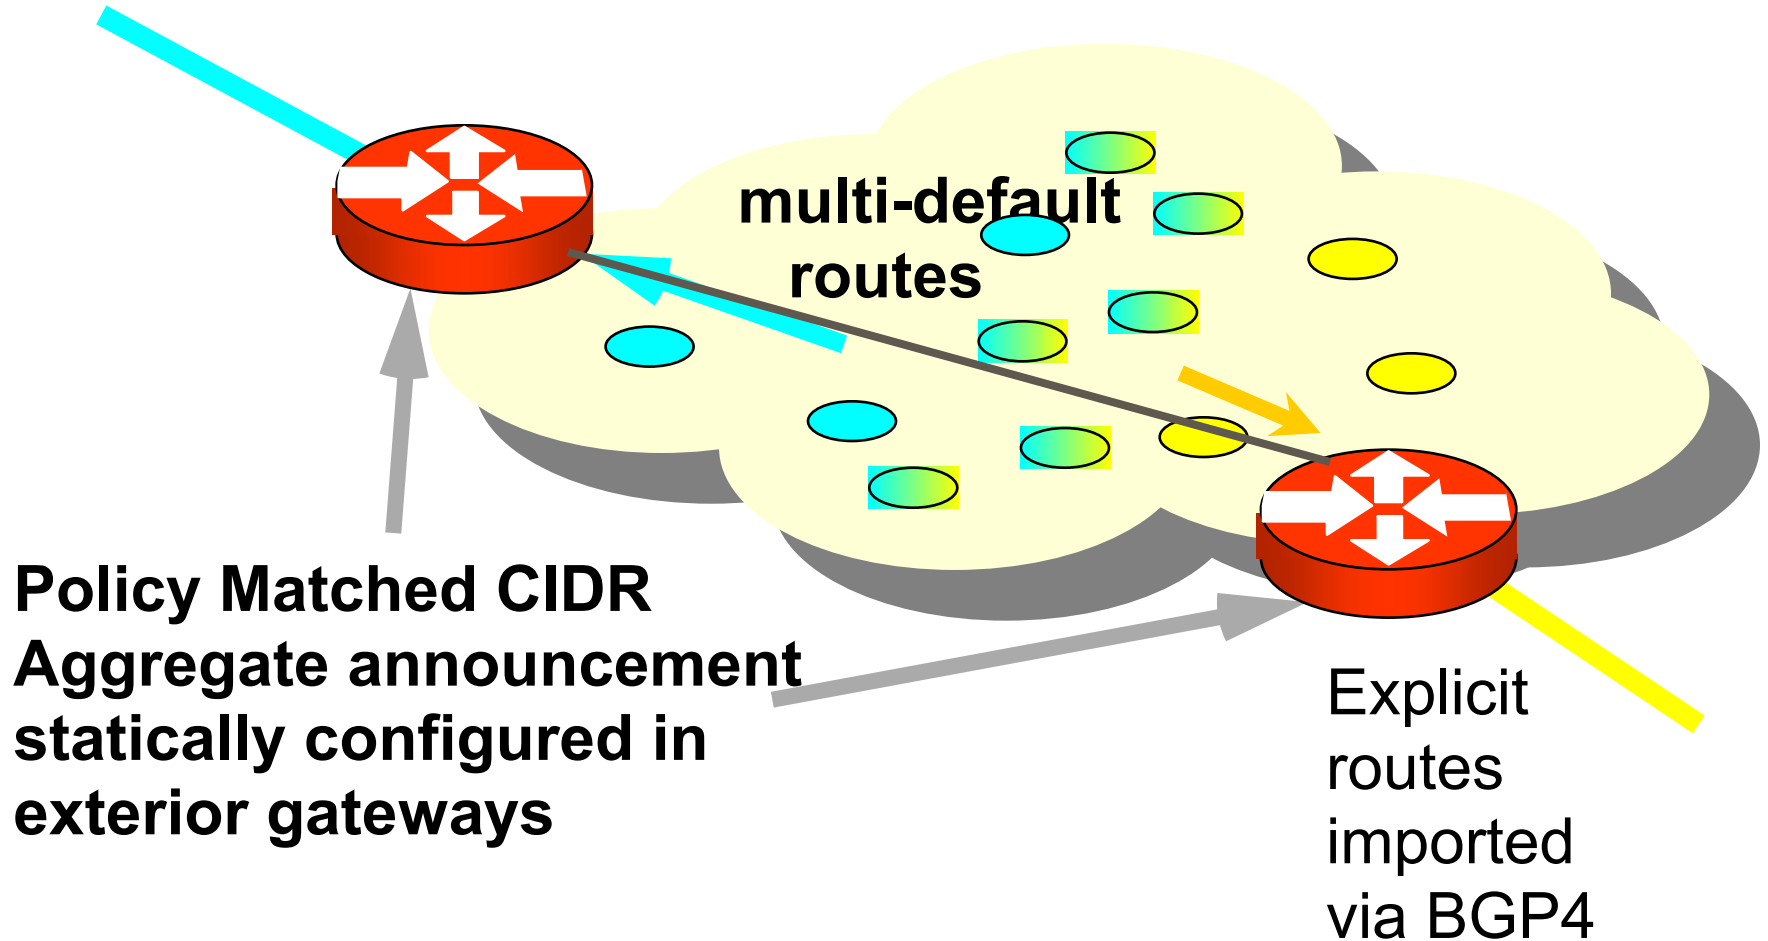 multi-default
routes
Policy Matched CIDR
Aggregate announcement
statically configured in
exterior gateways
Explicit
routes
imported
via BGP4